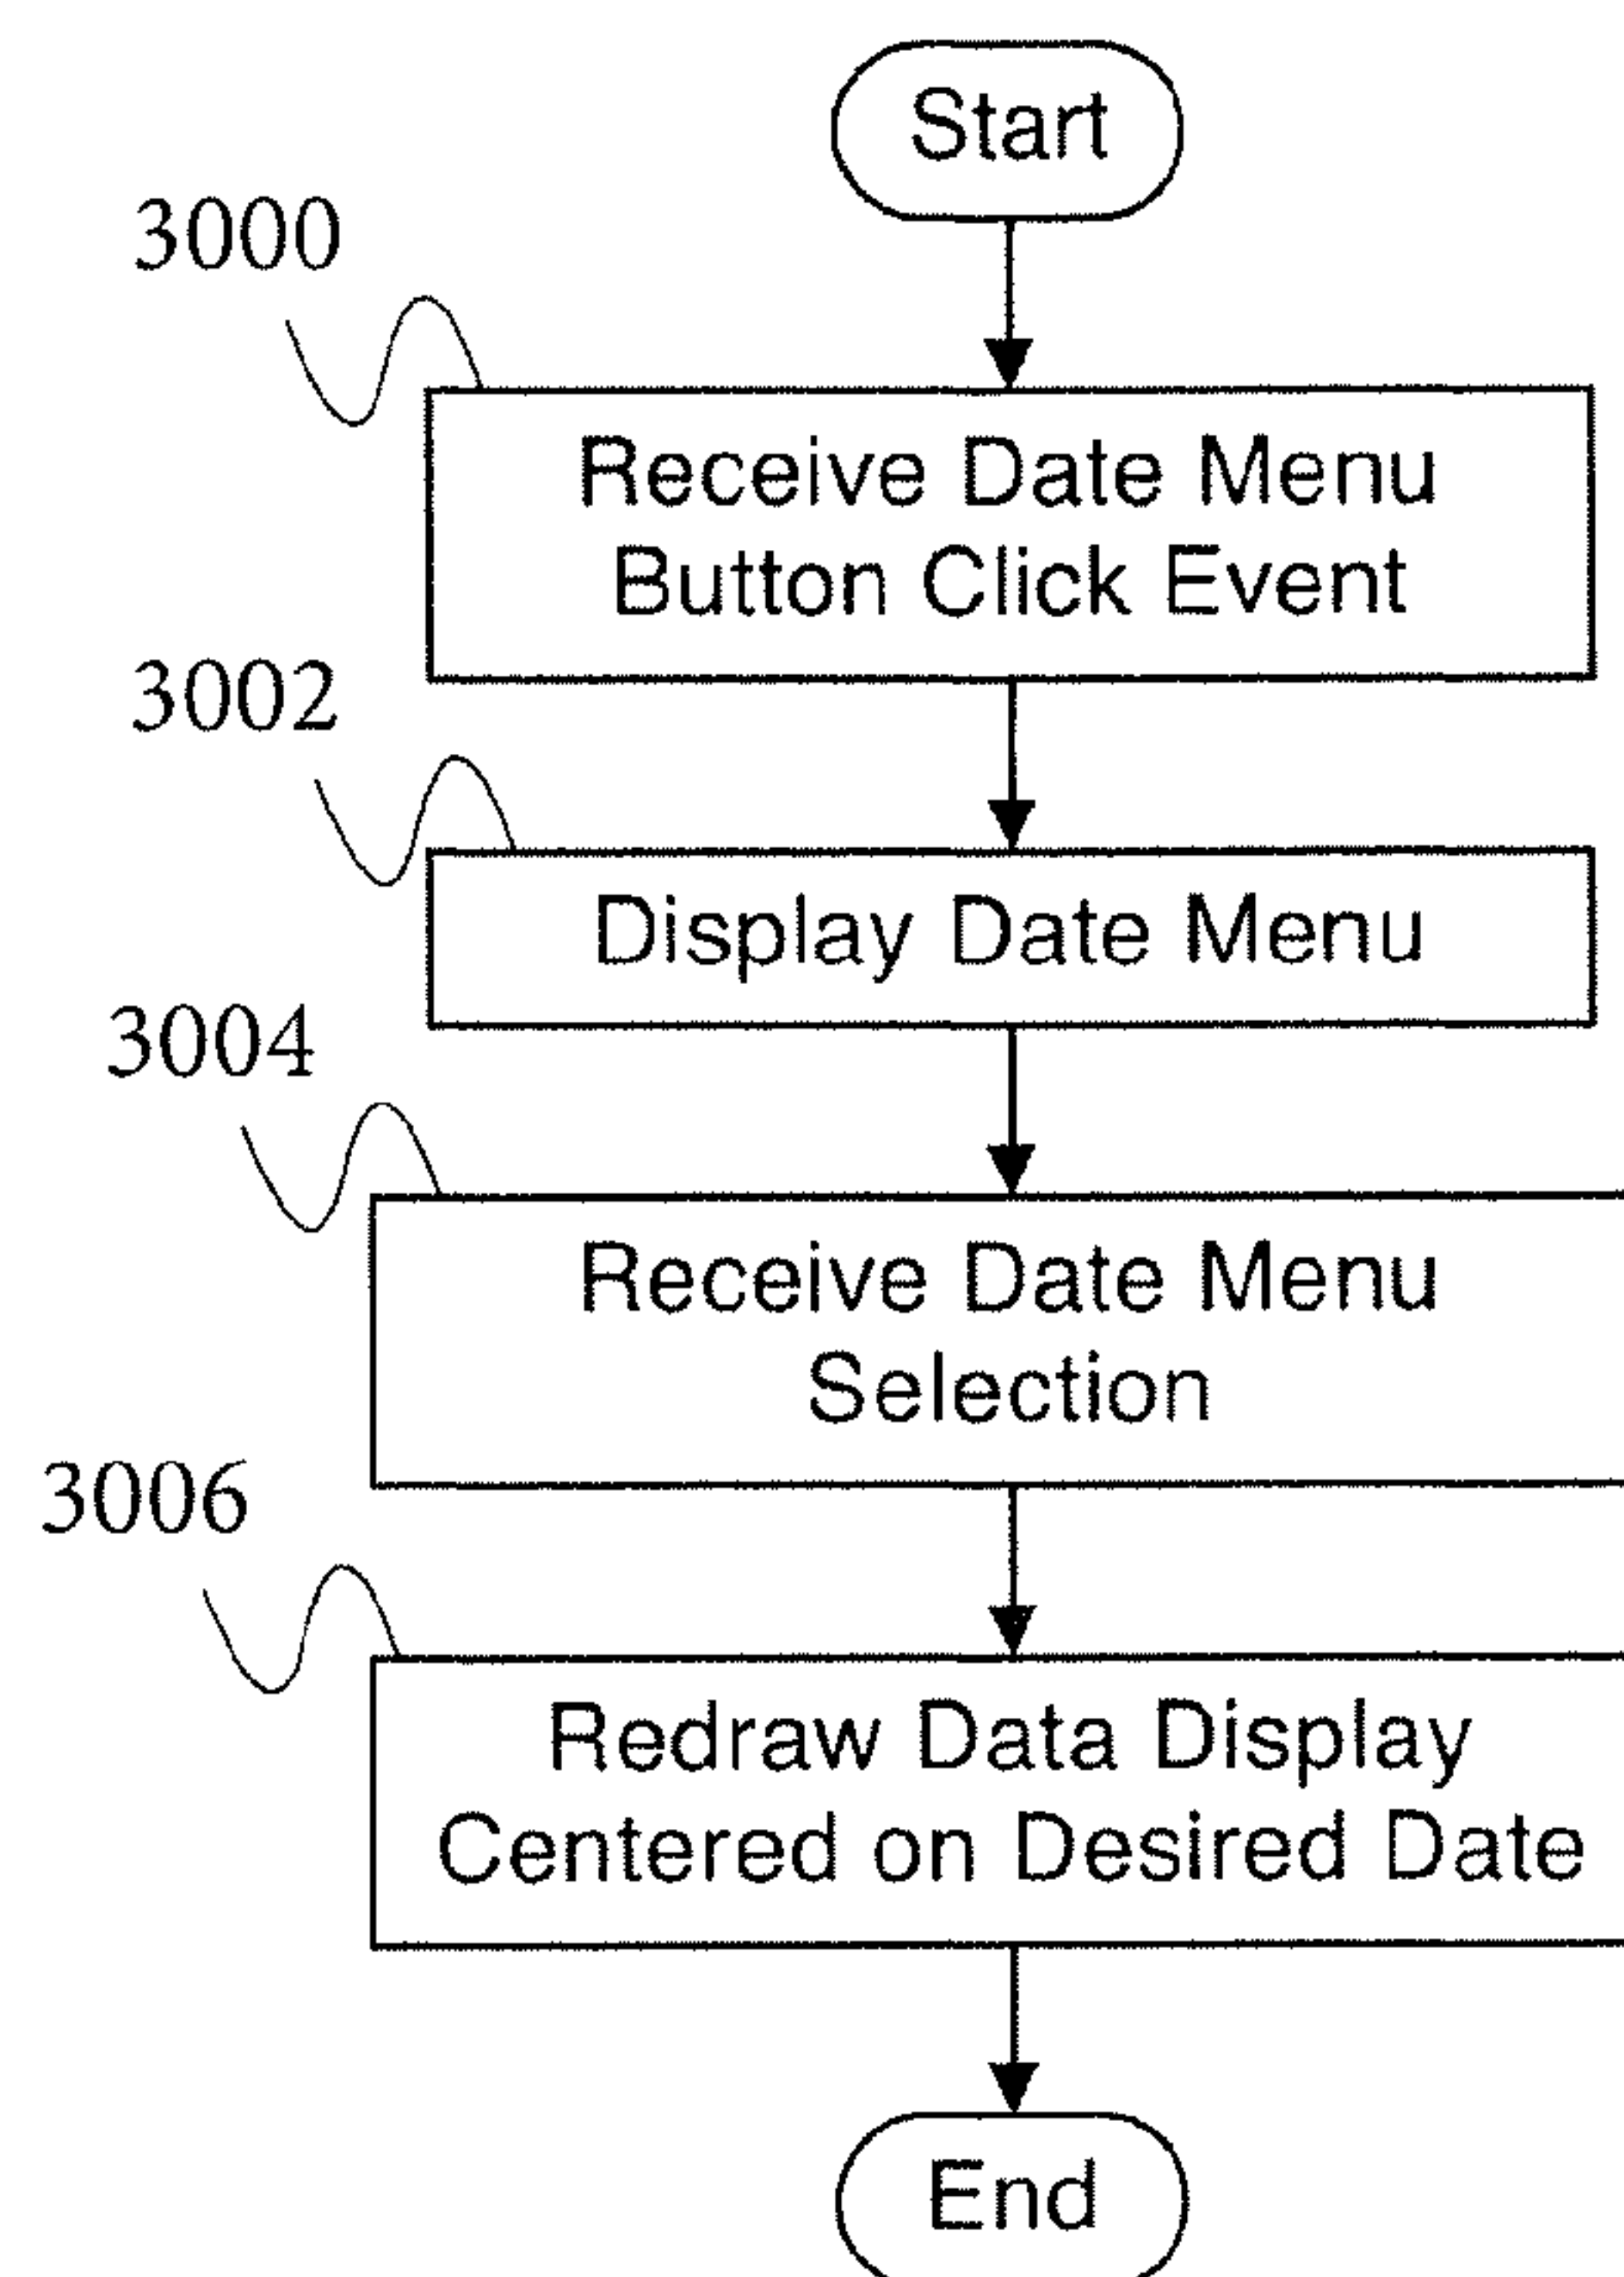 Start
3000
Receive Date Menu
Button Click Event
3002
Display Date Menu
3004
Receive Date Menu
Selection
3006
Redraw Data Display
Centered on Desired Date
End